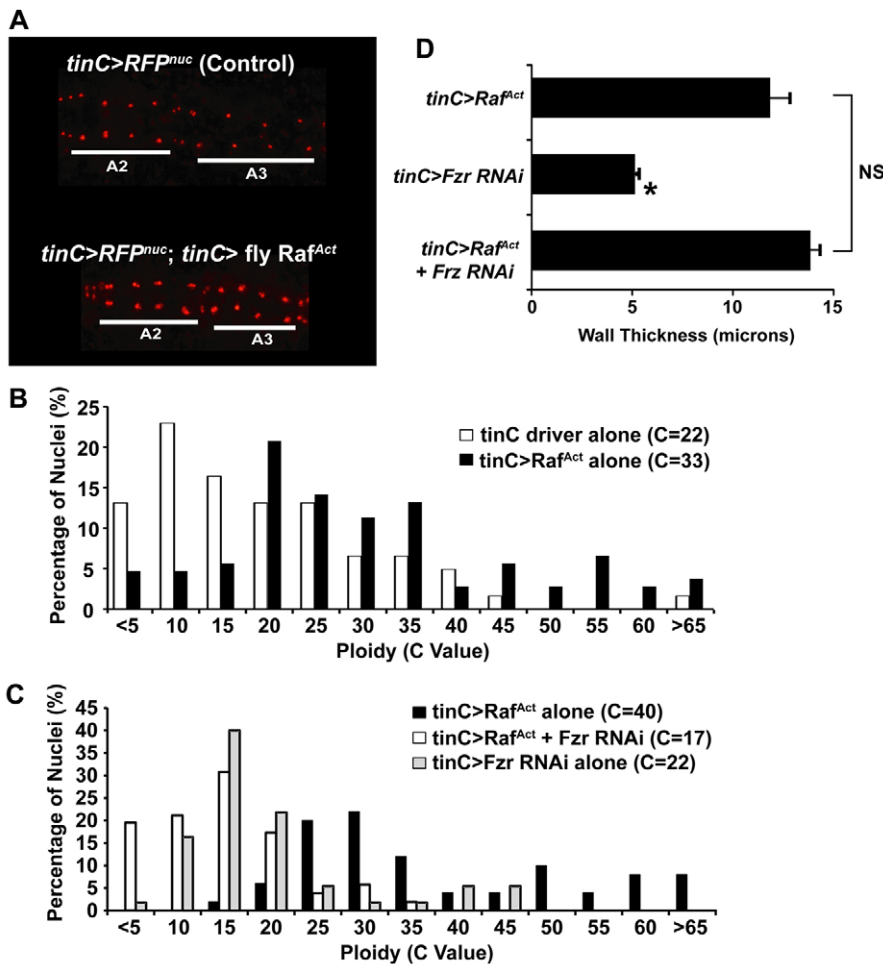 A
tinC>RFPnuc (Control)
A2
A3
tinC>RFPnuc; tinC> fly RafAct
A2
A3
D
tinC>RafAct
tinC>Fzr RNAi
*
tinC>RafAct
+ Frz RNAi
NS
0 5 10 15
Wall Thickness (microns)
B
Percentage of Nuclei (%)
25
20
15
10
5
0
tinC driver alone (C=22)
tinC>RafAct alone (C=33)
<5 10 15 20 25 30 35 40 45 50 55 60 >65
Ploidy (C Value)
C
Percentage of Nuclei (%)
45
40
35
30
25
20
15
10
5
0
tinC>RafAct alone (C=40)
tinC>RafAct + Fzr RNAi (C=17)
tinC>Fzr RNAi alone (C=22)
<5 10 15 20 25 30 35 40 45 50 55 60 >65
Ploidy (C Value)